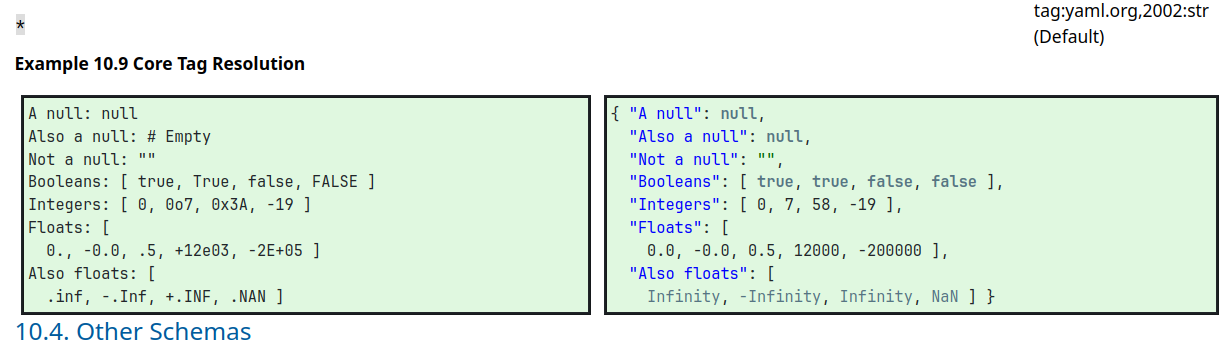 *
tag:yaml.org,2002:str
(Default)
Example 10.9 Core Tag Resolution
A null: null
Also a null: # Empty
Not a null: ""
Booleans: [ true, True, false, FALSE ]
Integers: [ 0, 0o7, 0x3A, -19 ]
Floats: [
  0., -0.0, .5, +12e03, -2E+05 ]
Also floats: [
  .inf, -.Inf, +.INF, .NAN ]
{ "A null": null,
  "Also a null": null,
  "Not a null": "",
  "Booleans": [ true, true, false, false ],
  "Integers": [ 0, 7, 58, -19 ],
  "Floats": [
    0.0, -0.0, 0.5, 12000, -200000 ],
  "Also floats": [
    Infinity, -Infinity, Infinity, NaN ] }
10.4. Other Schemas